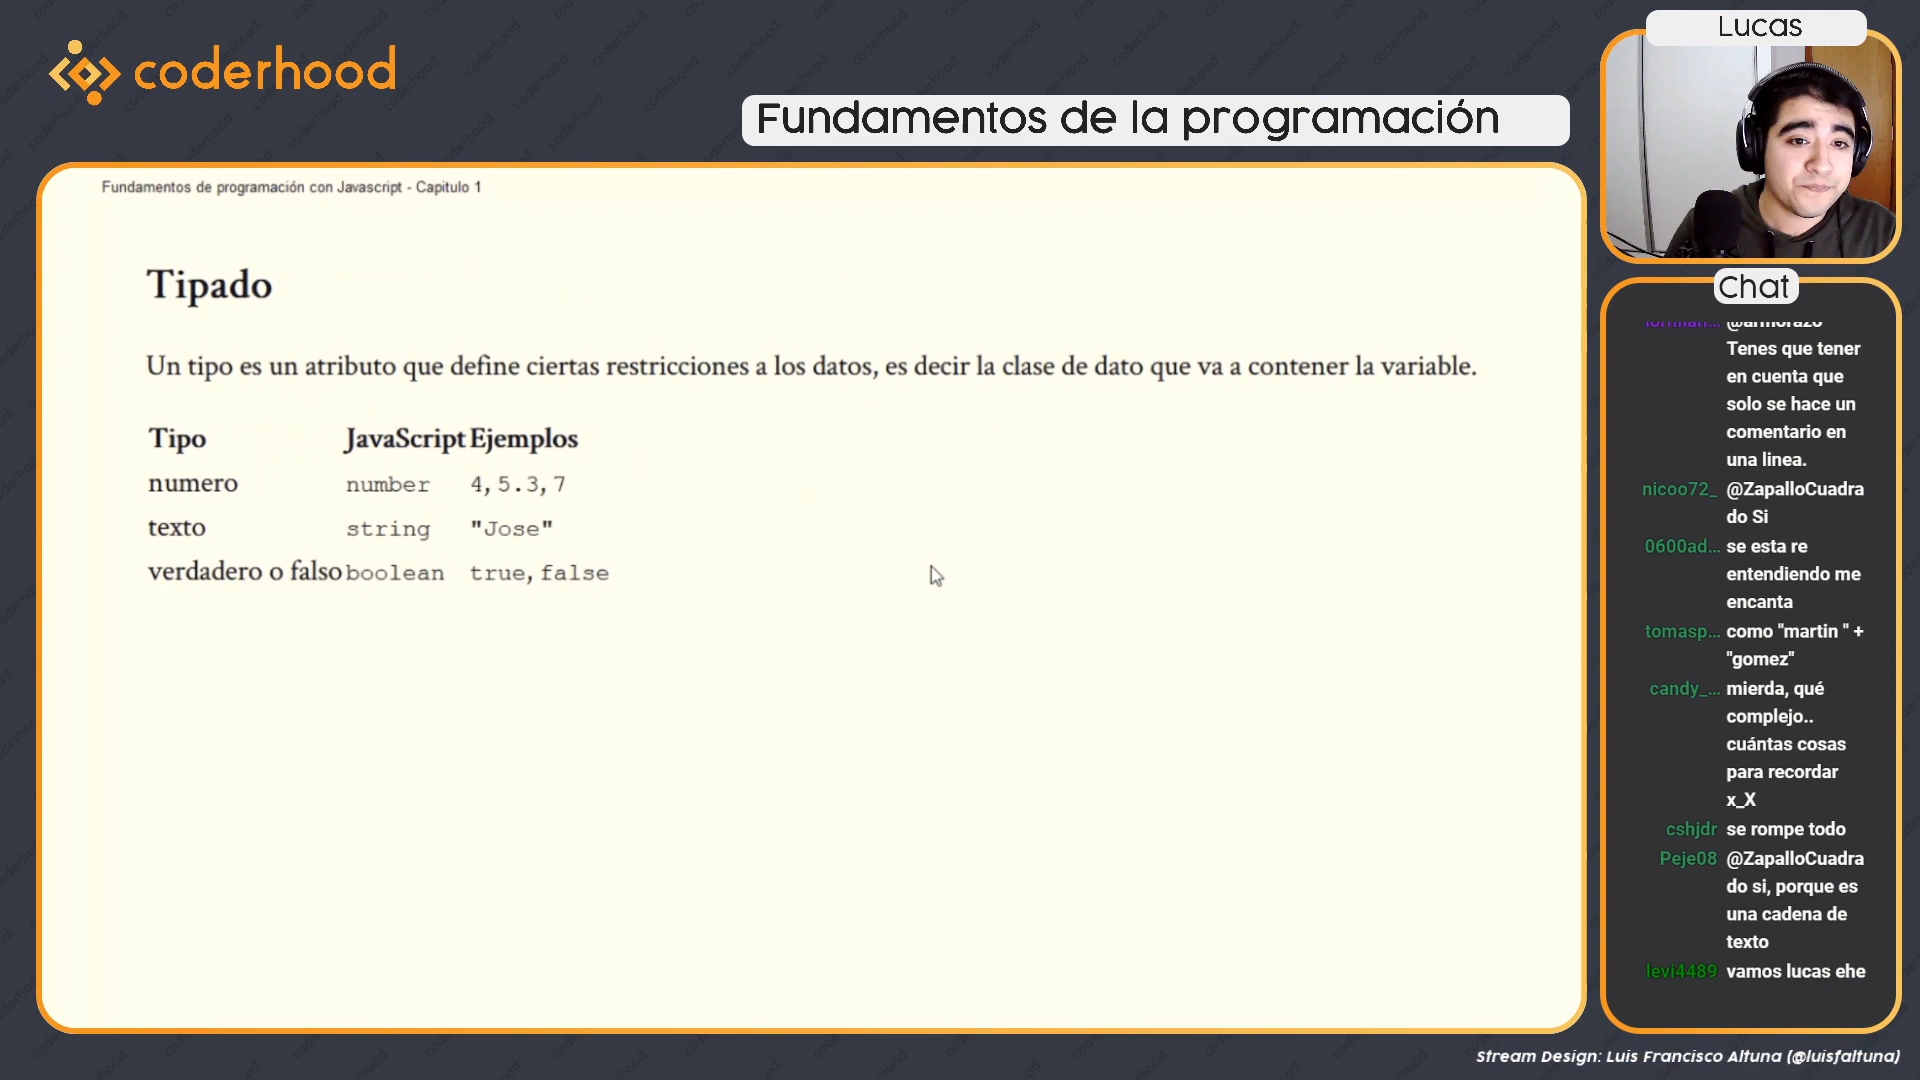 coderhood
Fundamentos de la programación
Lucas
Fundamentos de programación con Javascript - Capitulo 1
Tipado
Un tipo es un atributo que define ciertas restricciones a los datos, es decir la clase de dato que va a contener la variable.
Tipo JavaScript Ejemplos
numero number 4, 5.3, 7
texto string "Jose"
verdadero o falso boolean true, false
Chat
@armorazo
Tenes que tener
en cuenta que
solo se hace un
comentario en
una linea.
nicoo72_ @ZapalloCuadra
do Si
0600ad... se esta re
entendiendo me
encanta
tomasp... como "martin " +
"gomez"
candy_... mierda, qué
complejo..
cuántas cosas
para recordar
x_X
cshjdr se rompe todo
Peje08 @ZapalloCuadra
do si, porque es
una cadena de
texto
levi4489 vamos lucas ehe
Stream Design: Luis Francisco Altuna (@luisfaltuna)